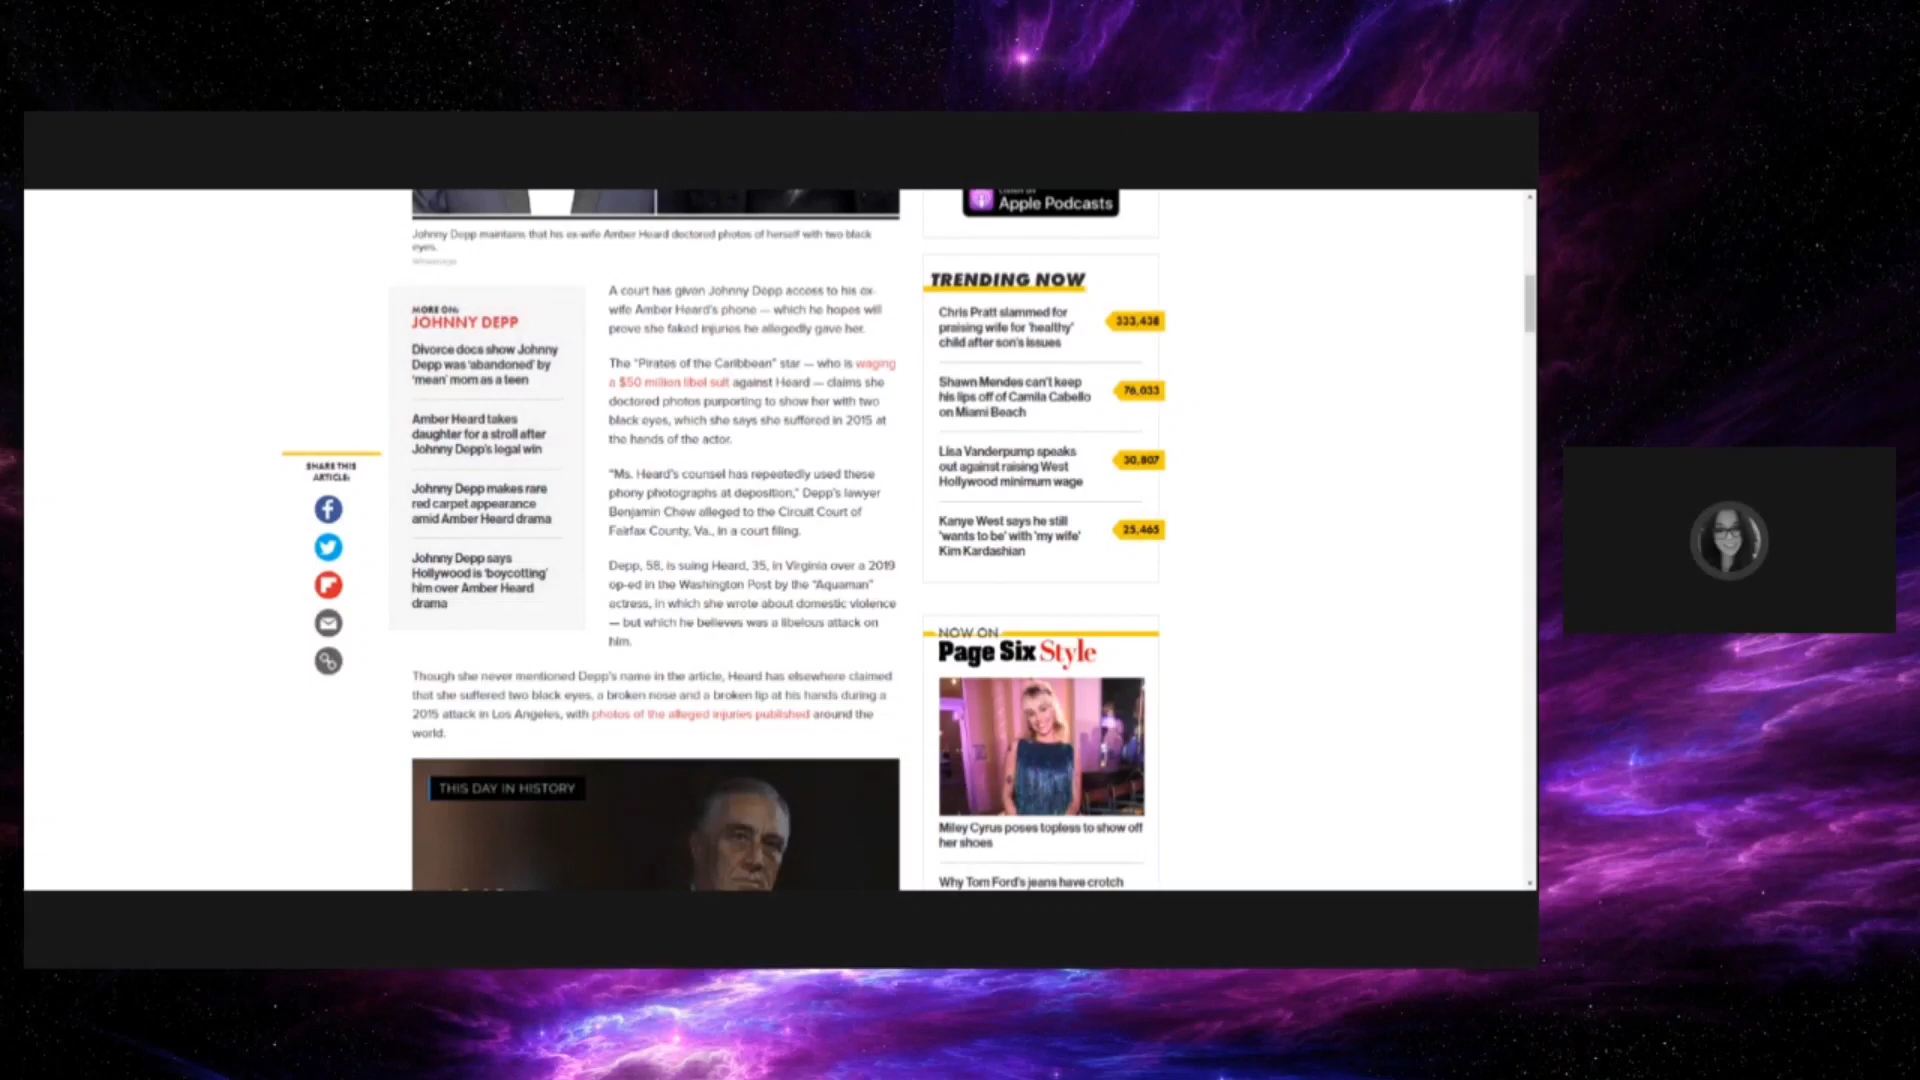 Johnny Depp maintains that his ex-wife Amber Heard doctored photos of herself with two black
eyes.
WireImage
MORE ON:
JOHNNY DEPP
Divorce docs show Johnny
Depp was 'abandoned' by
'mean' mom as a teen
Amber Heard takes
daughter for a stroll after
Johnny Depp's legal win
Johnny Depp makes rare
red carpet appearance
amid Amber Heard drama
Johnny Depp says
Hollywood is 'boycotting'
him over Amber Heard
drama
SHARE THIS
ARTICLE:
A court has given Johnny Depp access to his ex-
wife Amber Heard's phone — which he hopes will
prove she faked injuries he allegedly gave her.
The "Pirates of the Caribbean" star — who is waging
a $50 million libel suit against Heard — claims she
doctored photos purporting to show her with two
black eyes, which she says she suffered in 2015 at
the hands of the actor.
"Ms. Heard's counsel has repeatedly used these
phony photographs at deposition," Depp's lawyer
Benjamin Chew alleged to the Circuit Court of
Fairfax County, Va., in a court filing.
Depp, 58, is suing Heard, 35, in Virginia over a 2019
op-ed in the Washington Post by the "Aquaman"
actress, in which she wrote about domestic violence
— but which he believes was a libelous attack on
him.
Though she never mentioned Depp's name in the article, Heard has elsewhere claimed
that she suffered two black eyes, a broken nose and a broken lip at his hands during a
2015 attack in Los Angeles, with photos of the alleged injuries published around the
world.
THIS DAY IN HISTORY
Apple Podcasts
TRENDING NOW
Chris Pratt slammed for
praising wife for 'healthy'
child after son's issues
333,438
Shawn Mendes can't keep
his lips off of Camila Cabello
on Miami Beach
76,033
Lisa Vanderpump speaks
out against raising West
Hollywood minimum wage
30,807
Kanye West says he still
'wants to be' with 'my wife'
Kim Kardashian
25,465
NOW ON
Page Six Style
Miley Cyrus poses topless to show off
her shoes
Why Tom Ford's jeans have crotch